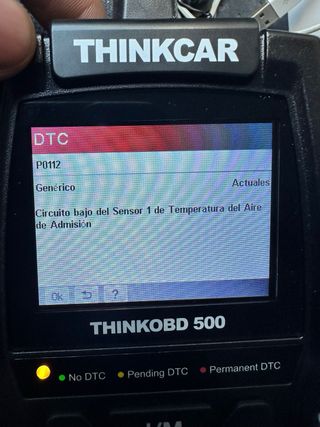 THINKCAR
DTC
P0112
Genérico Actuales
Circuito bajo del Sensor 1 de Temperatura del Aire
de Admisión
Ok ?
THINKOBD 500
No DTC Pending DTC Permanent DTC
I/M